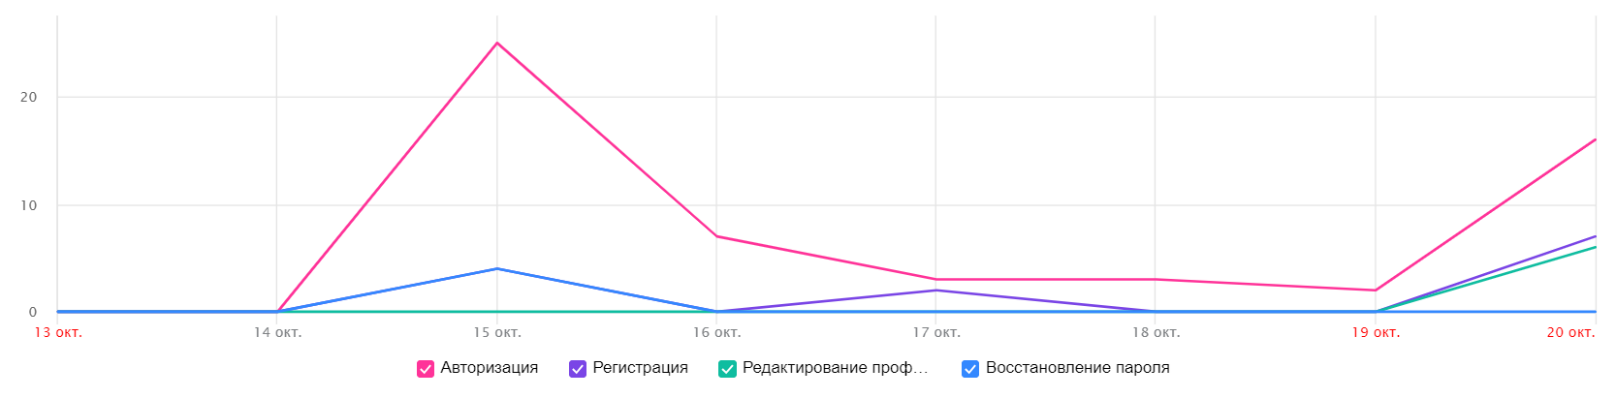 20
10
0
13 окт. 14 окт. 15 окт. 16 окт. 17 окт. 18 окт. 19 окт. 20 окт.
Авторизация Регистрация Редактирование проф… Восстановление пароля